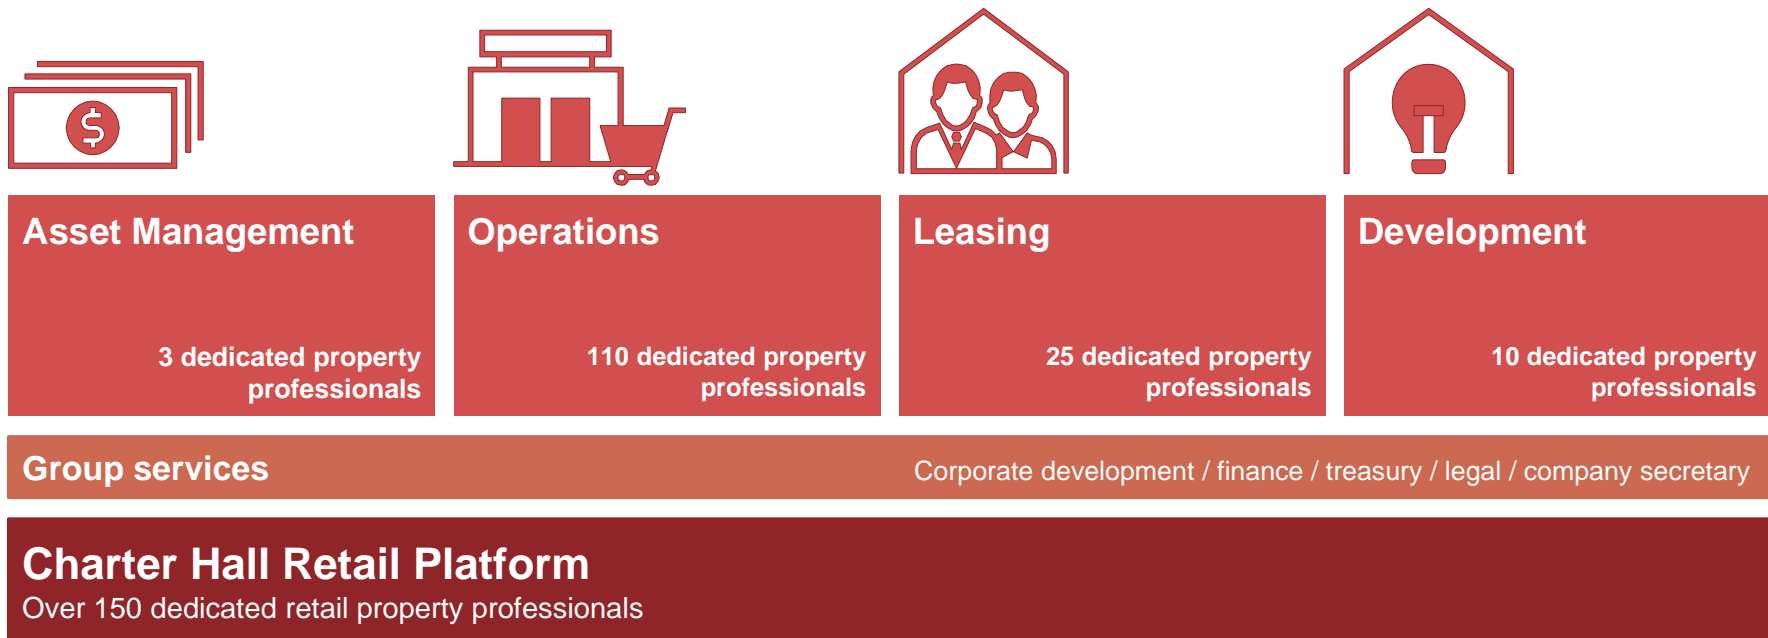 $
Asset Management
3 dedicated property
professionals
Operations
110 dedicated property
professionals
Leasing
25 dedicated property
professionals
Development
10 dedicated property
professionals
Group services
Corporate development / finance / treasury / legal / company secretary
Charter Hall Retail Platform
Over 150 dedicated retail property professionals